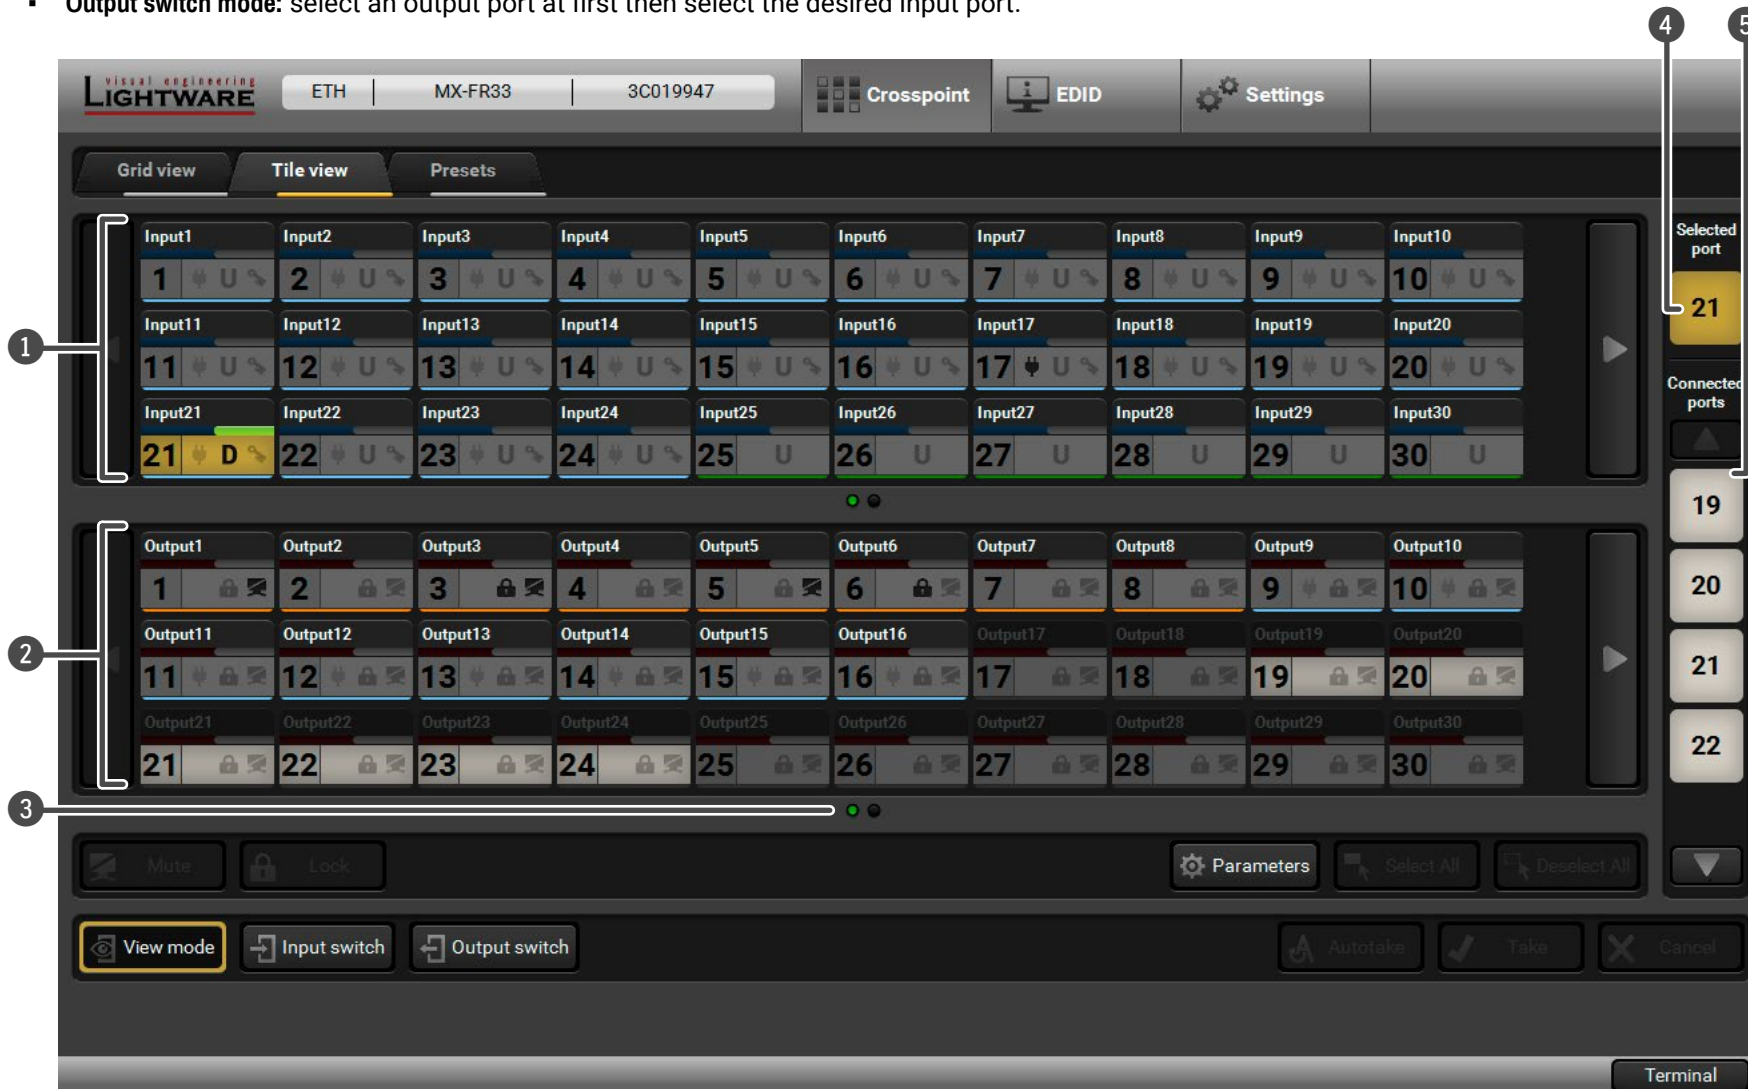 ▪ Output switch mode: select an output port at first then select the desired input port.
4 5
visual engineering
LIGHTWARE
ETH | MX-FR33 | 3C019947
Crosspoint
EDID
Settings
Grid view
Tile view
Presets
Selected port
21
Connected ports
19
20
21
22
1
Input1 Input2 Input3 Input4 Input5 Input6 Input7 Input8 Input9 Input10
1 U 2 U 3 U 4 U 5 U 6 U 7 U 8 U 9 U 10 U
Input11 Input12 Input13 Input14 Input15 Input16 Input17 Input18 Input19 Input20
11 U 12 U 13 U 14 U 15 U 16 U 17 U 18 U 19 U 20 U
Input21 Input22 Input23 Input24 Input25 Input26 Input27 Input28 Input29 Input30
21 D 22 U 23 U 24 U 25 U 26 U 27 U 28 U 29 U 30 U
2
Output1 Output2 Output3 Output4 Output5 Output6 Output7 Output8 Output9 Output10
1 2 3 4 5 6 7 8 9 10
Output11 Output12 Output13 Output14 Output15 Output16 Output17 Output18 Output19 Output20
11 12 13 14 15 16 17 18 19 20
Output21 Output22 Output23 Output24 Output25 Output26 Output27 Output28 Output29 Output30
21 22 23 24 25 26 27 28 29 30
3
Mute Lock Parameters Select All Deselect All
View mode Input switch Output switch Autotake Take Cancel
Terminal